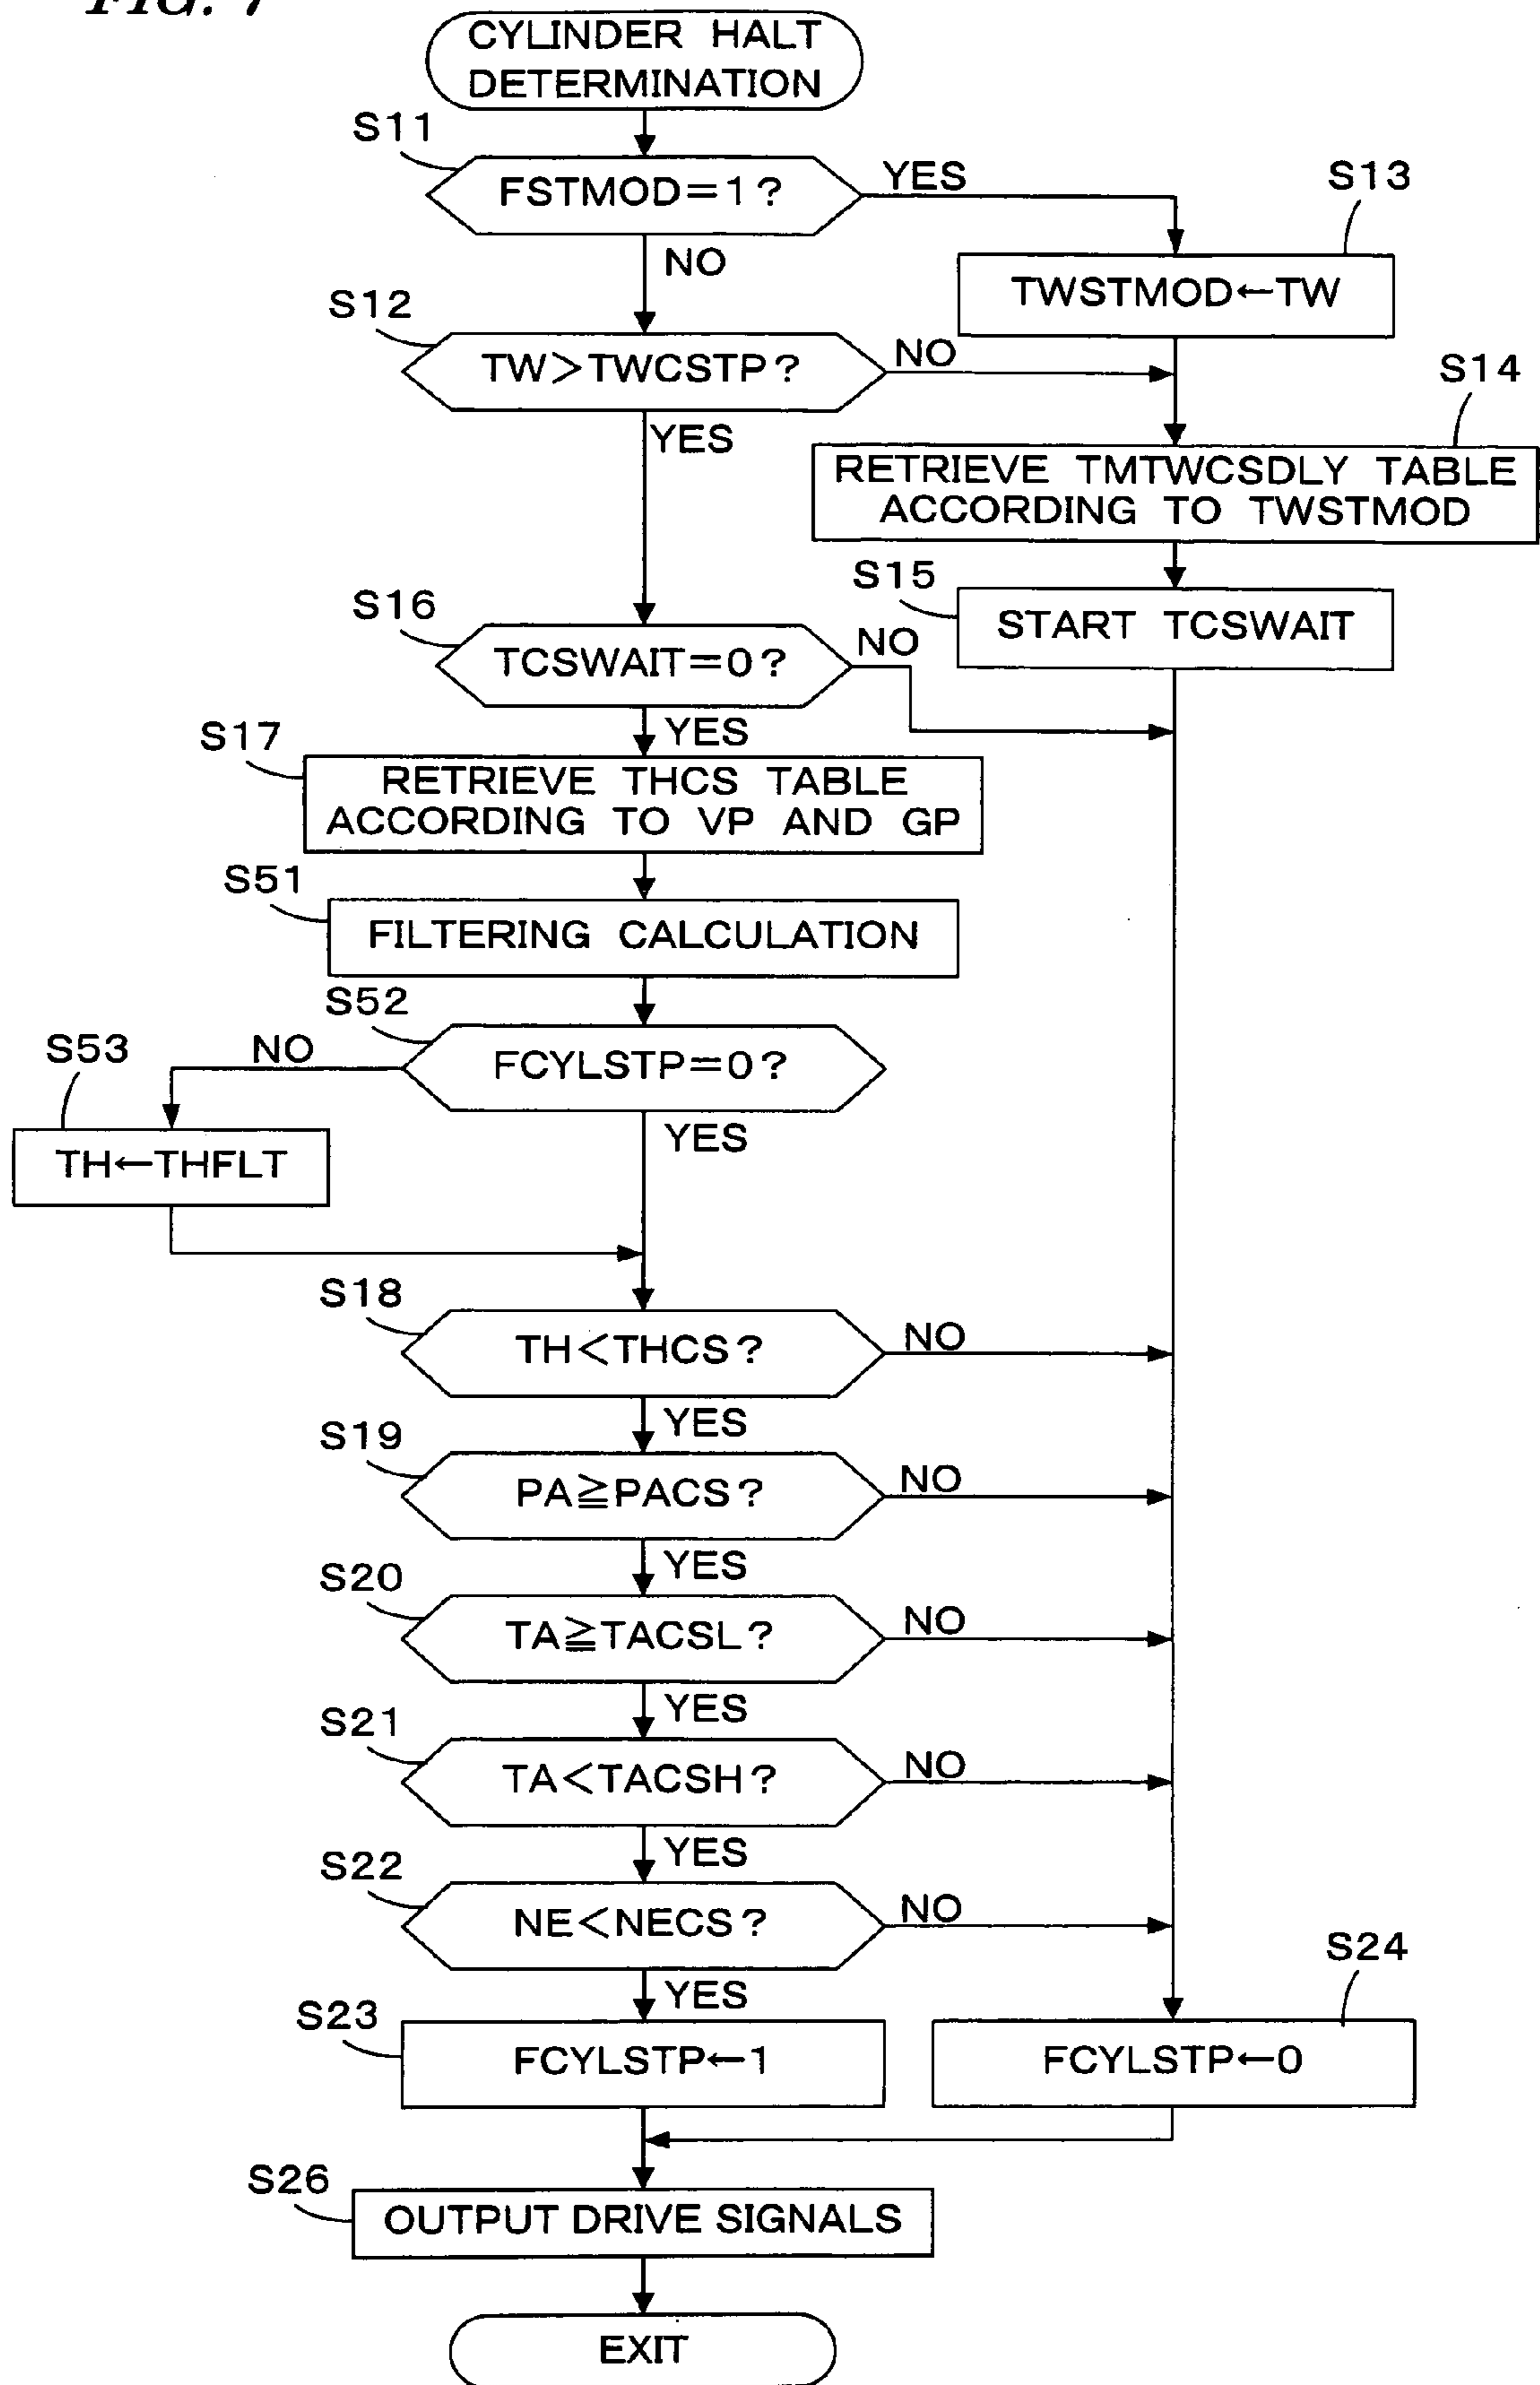 FIG. 7
CYLINDER HALT
DETERMINATION
S11
FSTMOD=1?
YES
S13
NO
TWSTMOD←TW
S12
TW>TWCSTP?
NO
S14
YES
RETRIEVE TMTWCSDLY TABLE
ACCORDING TO TWSTMOD
S15
START TCSWAIT
S16
TCSWAIT=0?
NO
YES
S17
RETRIEVE THCS TABLE
ACCORDING TO VP AND GP
S51
FILTERING CALCULATION
S52
FCYLSTP=0?
S53
NO
YES
TH←THFLT
S18
TH<THCS?
NO
YES
S19
PA≧PACS?
NO
YES
S20
TA≧TACSL?
NO
YES
S21
TA<TACSH?
NO
YES
S22
NE<NECS?
NO
YES
S24
S23
FCYLSTP←1
FCYLSTP←0
S26
OUTPUT DRIVE SIGNALS
EXIT